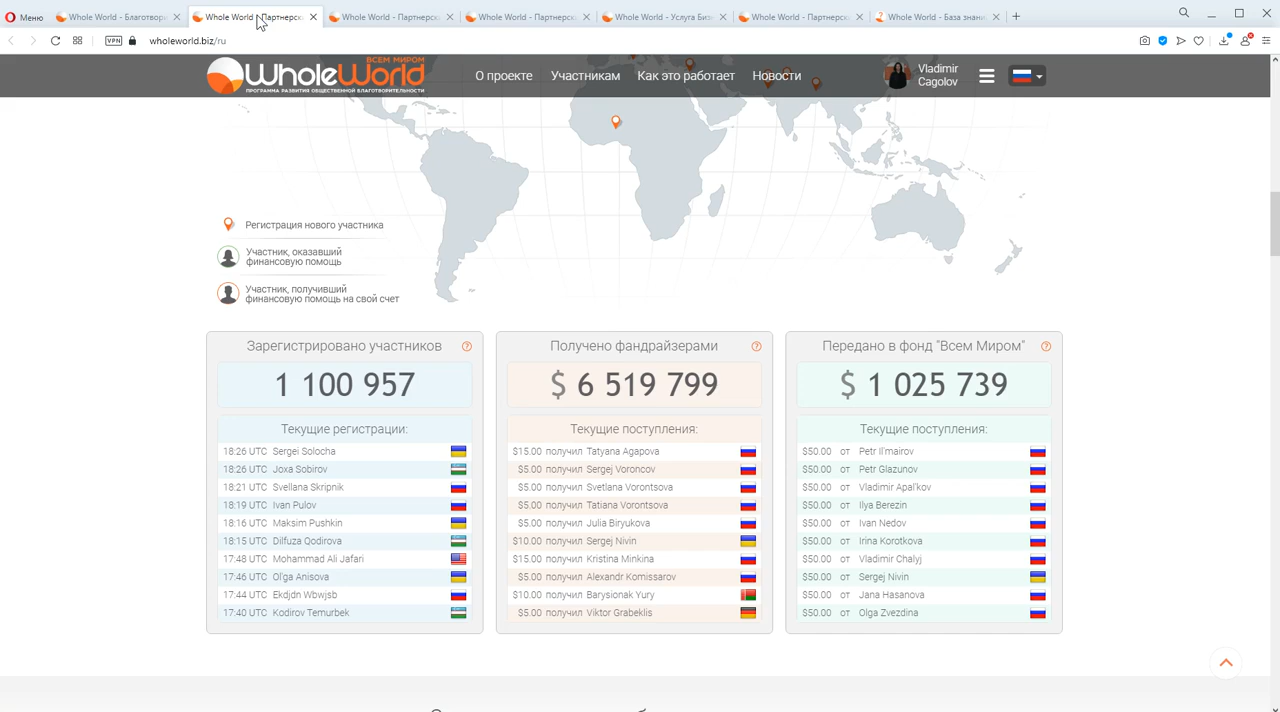 Меню
Whole World - Благотвори
Whole World - Партнерска
Whole World - Партнерска
Whole World - Партнерска
Whole World - Услуга Биз
Whole World - Партнерска
Whole World - База знани
VPN
wholeworld.biz/ru
ВСЕМ МИРОМ
WholeWorld
ПРОГРАММА РАЗВИТИЯ ОБЩЕСТВЕННОЙ БЛАГОТВОРИТЕЛЬНОСТИ
О проекте
Участникам
Как это работает
Новости
Vladimir
Cagolov
Регистрация нового участника
Участник, оказавший
финансовую помощь
Участник, получивший
финансовую помощь на свой счет
Зарегистрировано участников
1 100 957
Текущие регистрации:
18:26 UTC Sergei Solocha
18:26 UTC Joxa Sobirov
18:21 UTC Svellana Skripnik
18:19 UTC Ivan Pulov
18:16 UTC Maksim Pushkin
18:15 UTC Dilfuza Qodirova
17:48 UTC Mohammad Ali Jafari
17:46 UTC Ol'ga Anisova
17:44 UTC Ekdjdn Wbwjsb
17:40 UTC Kodirov Temurbek
Получено фандрайзерами
$ 6 519 799
Текущие поступления:
$15.00 получил Tatyana Agapova
$5.00 получил Sergej Voroncov
$5.00 получил Svetlana Vorontsova
$5.00 получил Tatiana Vorontsova
$5.00 получил Julia Biryukova
$10.00 получил Sergej Nivin
$15.00 получил Kristina Minkina
$5.00 получил Alexandr Komissarov
$10.00 получил Barysionak Yury
$5.00 получил Viktor Grabeklis
Передано в фонд "Всем Миром"
$ 1 025 739
Текущие поступления:
$50.00 от Petr Il'mairov
$50.00 от Petr Glazunov
$50.00 от Vladimir Apal'kov
$50.00 от Ilya Berezin
$50.00 от Ivan Nedov
$50.00 от Irina Korotkova
$50.00 от Vladimir Chalyj
$50.00 от Sergej Nivin
$50.00 от Jana Hasanova
$50.00 от Olga Zvezdina